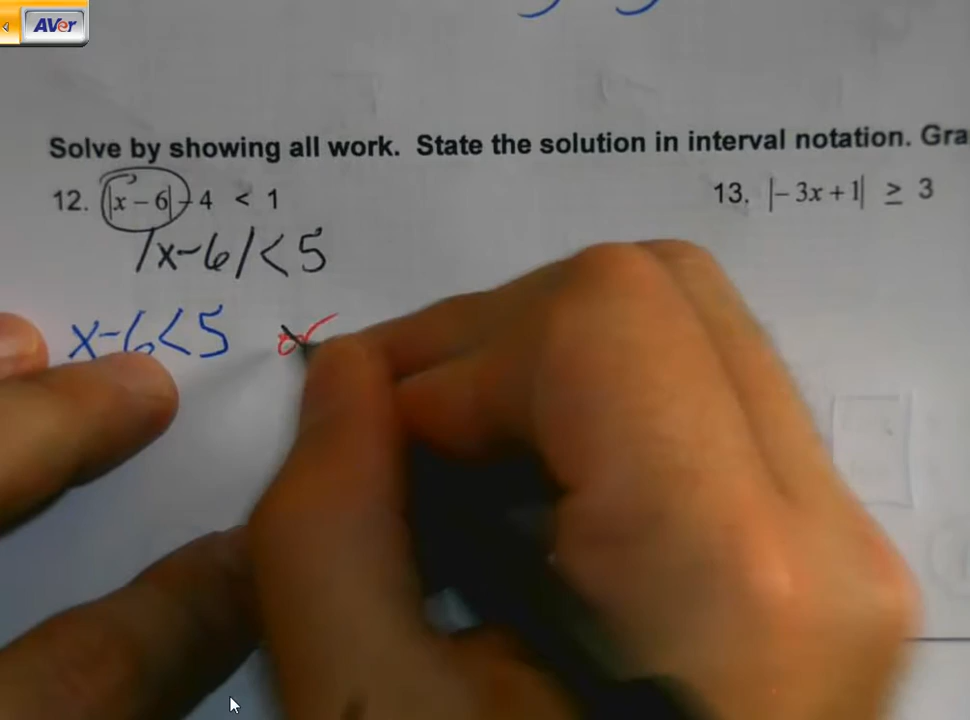 AVer
Solve by showing all work. State the solution in interval notation. Gra
12. |x – 6| - 4 < 1
13. |– 3x + 1| ≥ 3
|x-6|<5
x-6<5 or